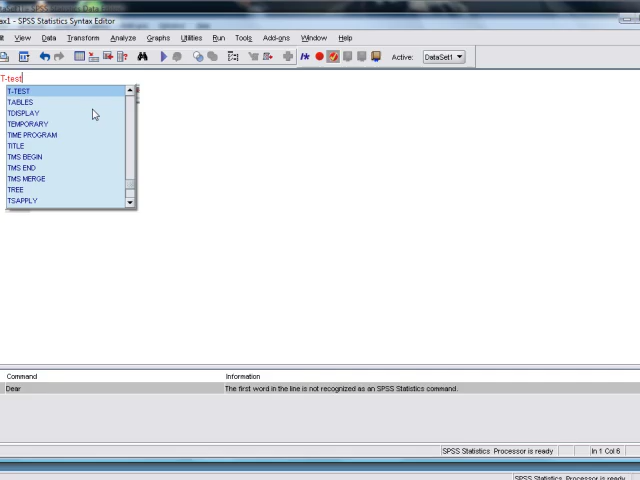 ax1 - SPSS Statistics Syntax Editor
View Data Transform Analyze Graphs Utilities Run Tools Add-ons Window Help
Active: DataSet1
T-test
T-TEST
TABLES
TDISPLAY
TEMPORARY
TIME PROGRAM
TITLE
TMS BEGIN
TMS END
TMS MERGE
TREE
TSAPPLY
Command Information
Dear The first word in the line is not recognized as an SPSS Statistics command.
SPSS Statistics Processor is ready In 1 Col 6
SPSS Statistics Processor is ready